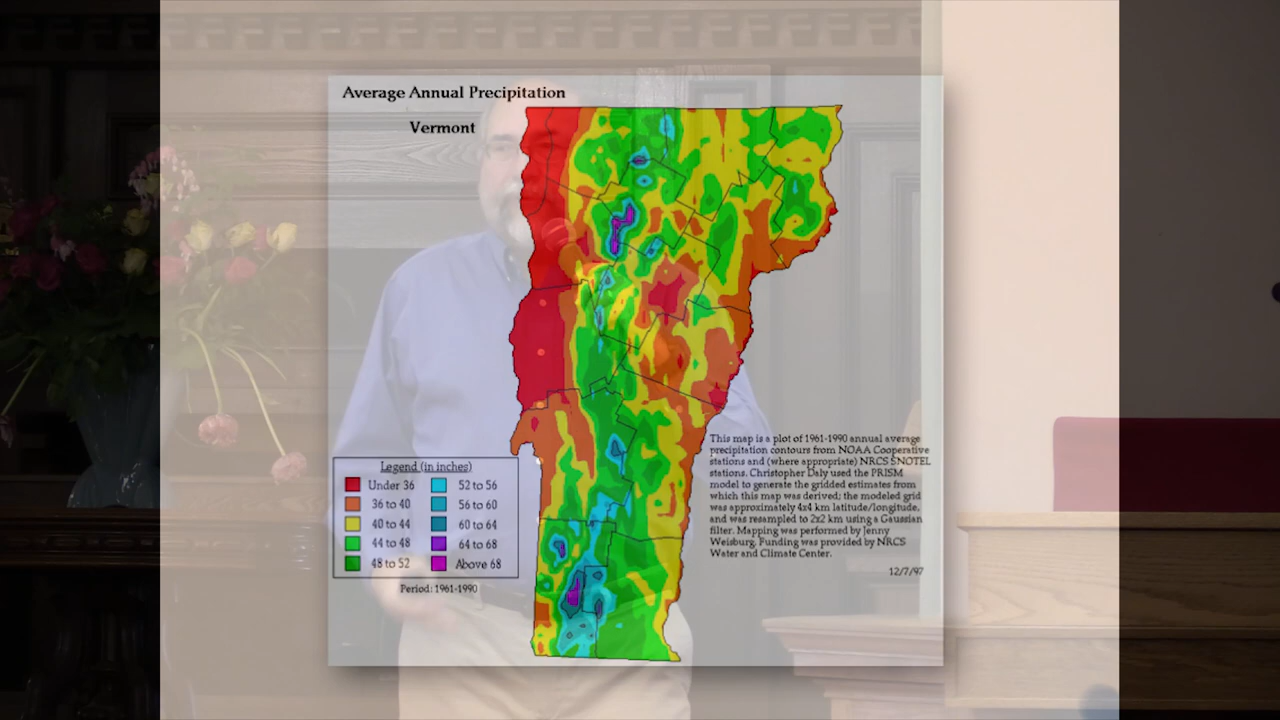 Average Annual Precipitation
Vermont
This map is a plot of 1961-1990 annual average
precipitation contours from NOAA Cooperative
stations and (where appropriate) NRCS SNOTEL
stations. Christopher Daly used the PRISM
model to generate the gridded estimates from
which this map was derived; the modeled grid
was approximately 4x4 km latitude/longitude,
and was resampled to 2x2 km using a Gaussian
filter. Mapping was performed by Jenny
Weisburg. Funding was provided by NRCS
Water and Climate Center.
12/7/97
Legend (in inches)
Under 36 52 to 56
36 to 40 56 to 60
40 to 44 60 to 64
44 to 48 64 to 68
48 to 52 Above 68
Period: 1961-1990